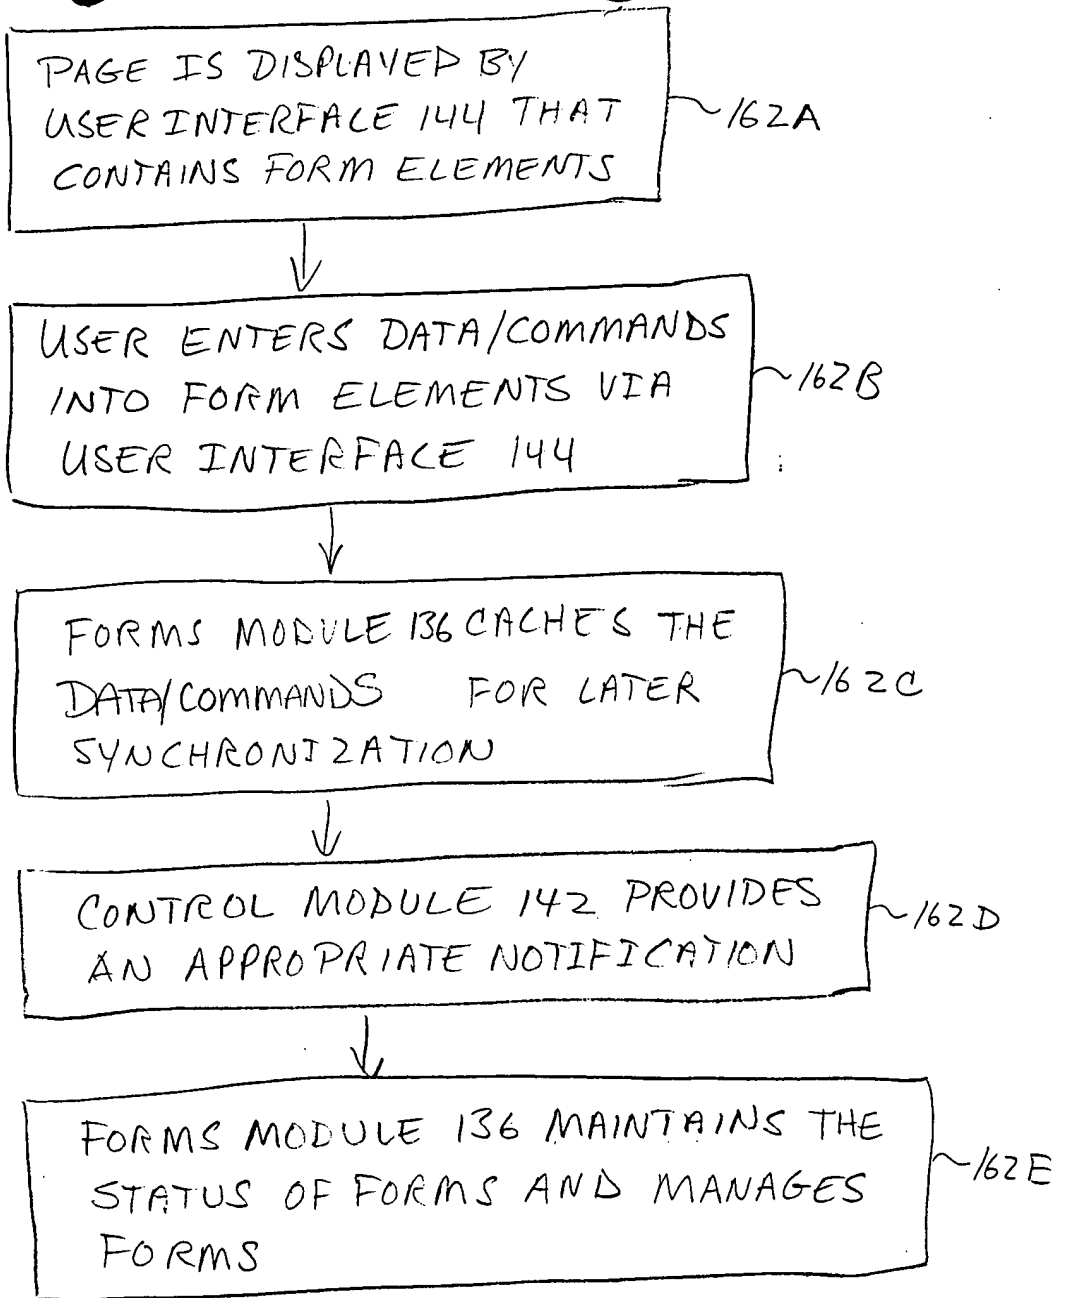 PAGE IS DISPLAYED BY
USER INTERFACE 144 THAT
CONTAINS FORM ELEMENTS
162A
USER ENTERS DATA/COMMANDS
INTO FORM ELEMENTS VIA
USER INTERFACE 144
162B
FORMS MODULE 136 CACHES THE
DATA/COMMANDS FOR LATER
SYNCHRONIZATION
162C
CONTROL MODULE 142 PROVIDES
AN APPROPRIATE NOTIFICATION
162D
FORMS MODULE 136 MAINTAINS THE
STATUS OF FORMS AND MANAGES
FORMS
162E